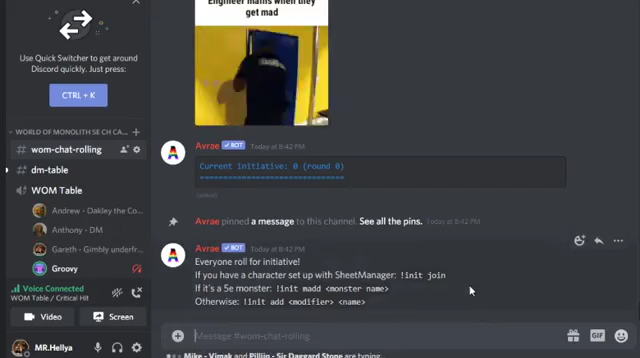 Engineer mains when they
get mad
Use Quick Switcher to get around
Discord quickly. Just press:
CTRL + K
WORLD OF MONOLITH SE CH CA...
wom-chat-rolling
dm-table
WOM Table
Andrew - Oakley the Co...
Anthony - DM
Gareth - Gimbly underfr...
Groovy
Voice Connected
WOM Table / Critical Hit
Video
Screen
MR.Hellya
Avrae BOT Today at 8:42 PM
Current initiative: 0 (round 0)
===============================
(edited)
Avrae pinned a message to this channel. See all the pins. Today at 8:42 PM
Avrae BOT Today at 8:42 PM
Everyone roll for initiative!
If you have a character set up with SheetManager: !init join
If it's a 5e monster: !init madd <monster name>
Otherwise: !init add <modifier> <name>
Message #wom-chat-rolling
GIF
Mike - Vimak and Pilliin - Sir Daegard Stone are typing...